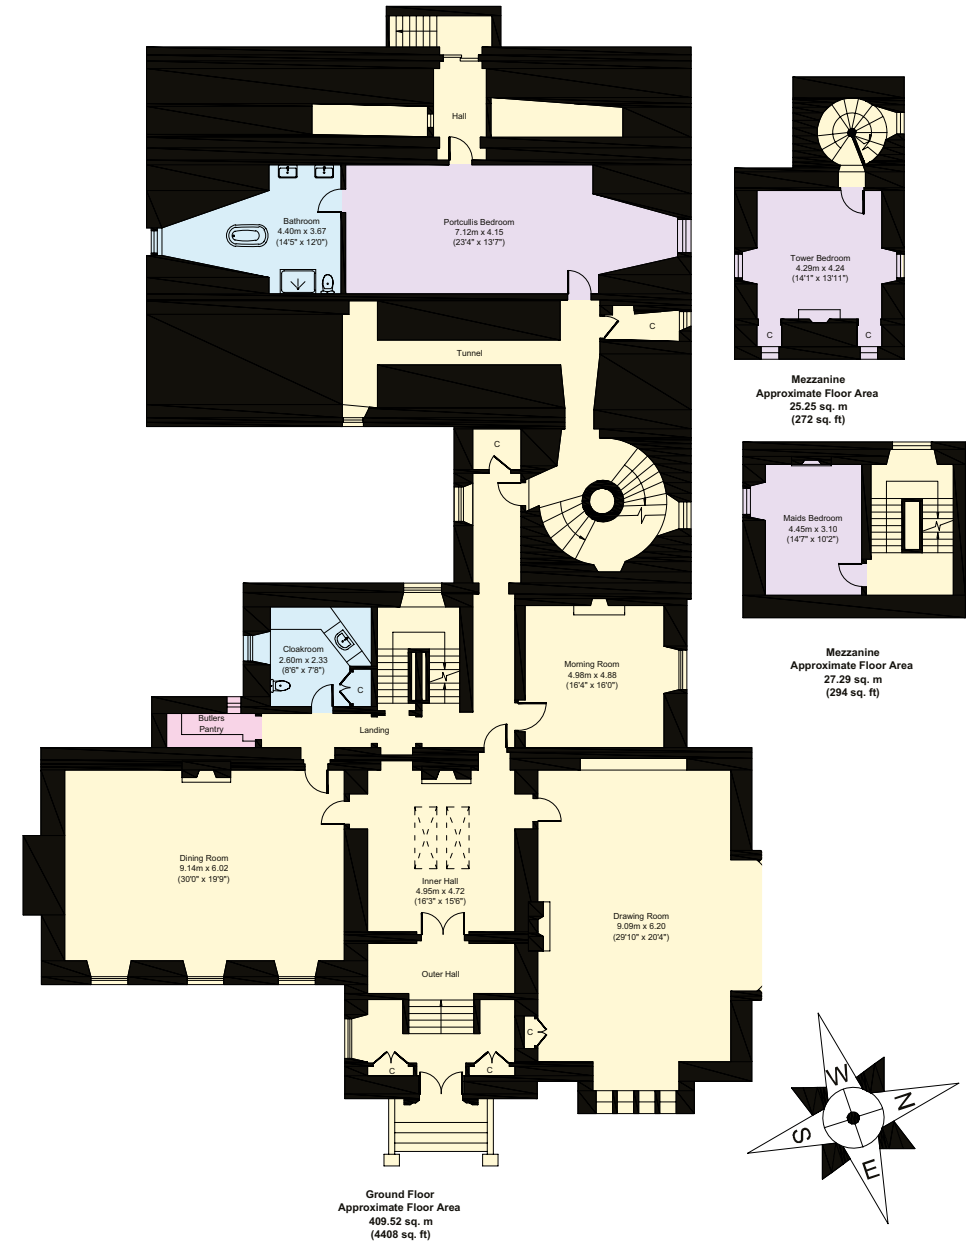 Hall
Bathroom
4.40m x 3.67
(14'5" x 12'0")
Portcullis Bedroom
7.12m x 4.15
(23'4" x 13'7")
C
Tunnel
Tower Bedroom
4.29m x 4.24
(14'1" x 13'11")
C
C
Mezzanine
Approximate Floor Area
25.25 sq. m
(272 sq. ft)
C
Maids Bedroom
4.45m x 3.10
(14'7" x 10'2")
Mezzanine
Approximate Floor Area
27.29 sq. m
(294 sq. ft)
Cloakroom
2.60m x 2.33
(8'6" x 7'8")
C
Morning Room
4.98m x 4.88
(16'4" x 16'0")
Butlers
Pantry
Landing
Dining Room
9.14m x 6.02
(30'0" x 19'9")
Inner Hall
4.95m x 4.72
(16'3" x 15'6")
Drawing Room
9.09m x 6.20
(29'10" x 20'4")
Outer Hall
C
C
C
W
N
S
E
Ground Floor
Approximate Floor Area
409.52 sq. m
(4408 sq. ft)